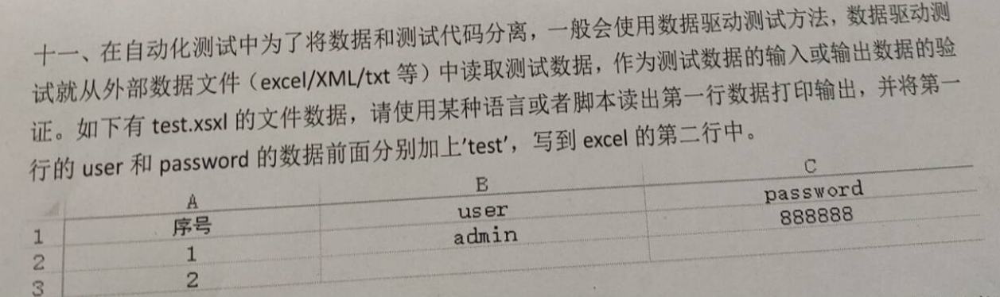 十一、在自动化测试中为了将数据和测试代码分离，一般会使用数据驱动测试方法，数据驱动测
试就从外部数据文件（excel/XML/txt 等）中读取测试数据，作为测试数据的输入或输出数据的验
证。如下有 test.xsxl 的文件数据，请使用某种语言或者脚本读出第一行数据打印输出，并将第一
行的 user 和 password 的数据前面分别加上'test'，写到 excel 的第二行中。
A B C
1 序号 user password
2 1 admin 888888
3 2